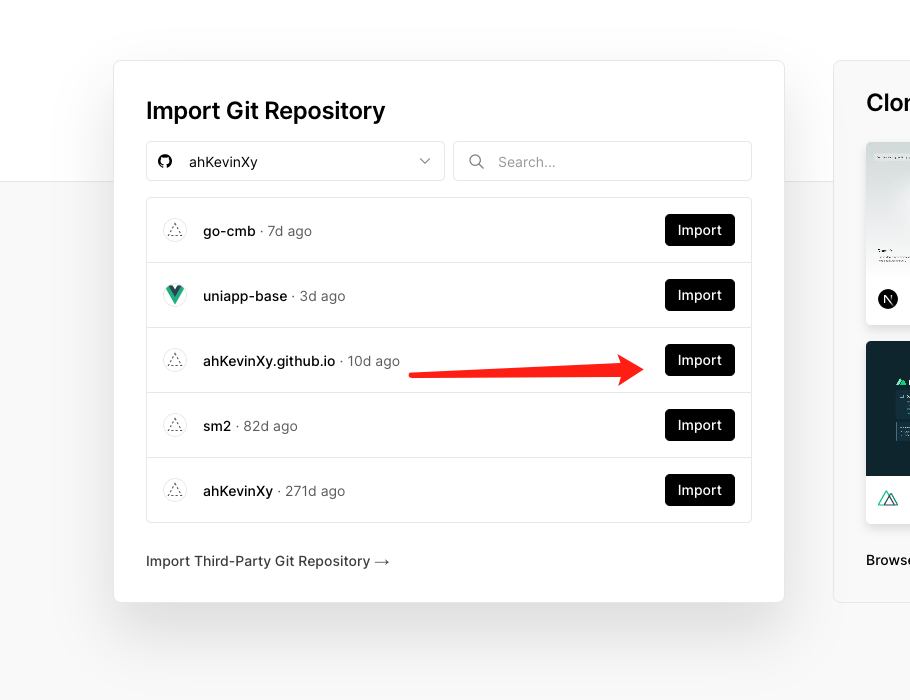 Import Git Repository
ahKevinXy
Search...
go-cmb · 7d ago
Import
uniapp-base · 3d ago
Import
ahKevinXy.github.io · 10d ago
Import
sm2 · 82d ago
Import
ahKevinXy · 271d ago
Import
Import Third-Party Git Repository →
Clon
N
Browse